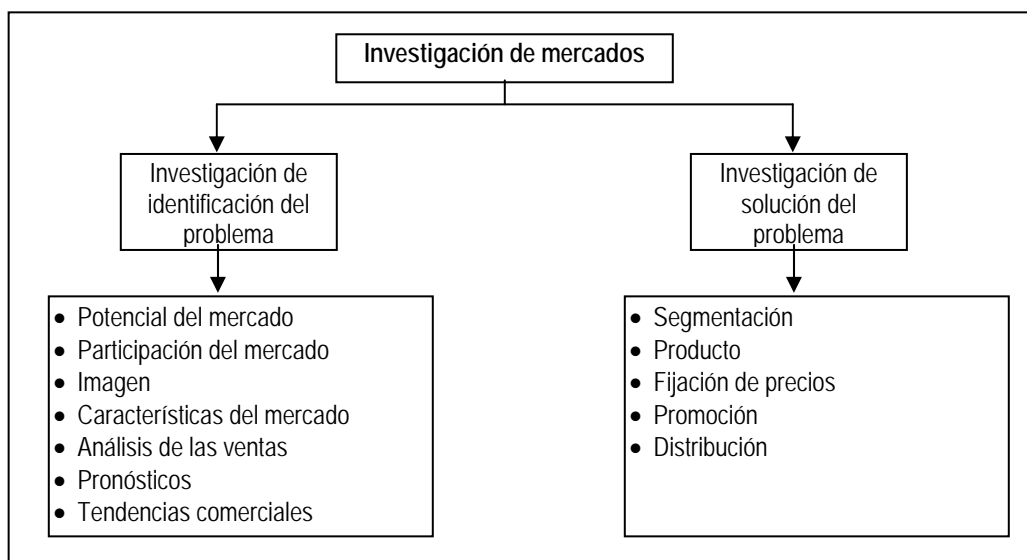 Investigación de mercados
Investigación de
identificación del
problema
Investigación de
solución del
problema
• Potencial del mercado
• Participación del mercado
• Imagen
• Característícas del mercado
• Análisis de las ventas
• Pronósticos
• Tendencias comerciales
• Segmentación
• Producto
• Fijación de precios
• Promoción
• Distribución